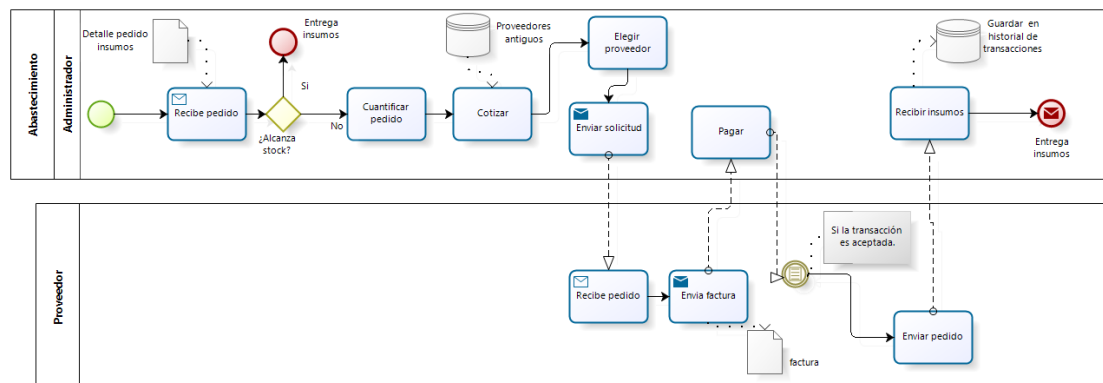 Abastecimiento
Administrador
Detalle pedido
insumos
Recibe pedido
Entrega
insumos
Si
¿Alcanza
stock?
No
Cuantificar
pedido
Proveedores
antiguos
Cotizar
Elegir
proveedor
Enviar solicitud
Pagar
Guardar en
historial de
transacciones
Recibir insumos
Entrega
insumos
Proveedor
Recibe pedido
Envia factura
factura
Si la transacción
es aceptada.
Enviar pedido